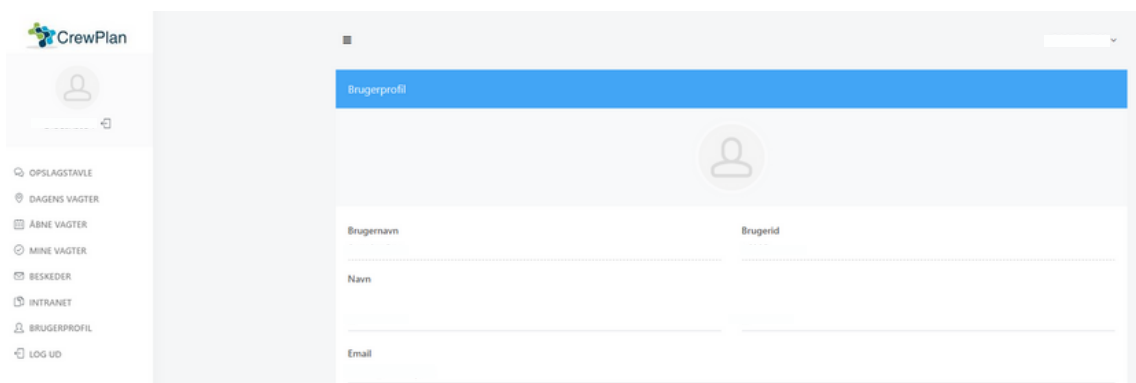 CrewPlan
OPSLAGSTAVLE
DAGENS VAGTER
ÅBNE VAGTER
MINE VAGTER
BESKEDER
INTRANET
BRUGERPROFIL
LOG UD
Brugerprofil
Brugernavn
Brugerid
Navn
Email